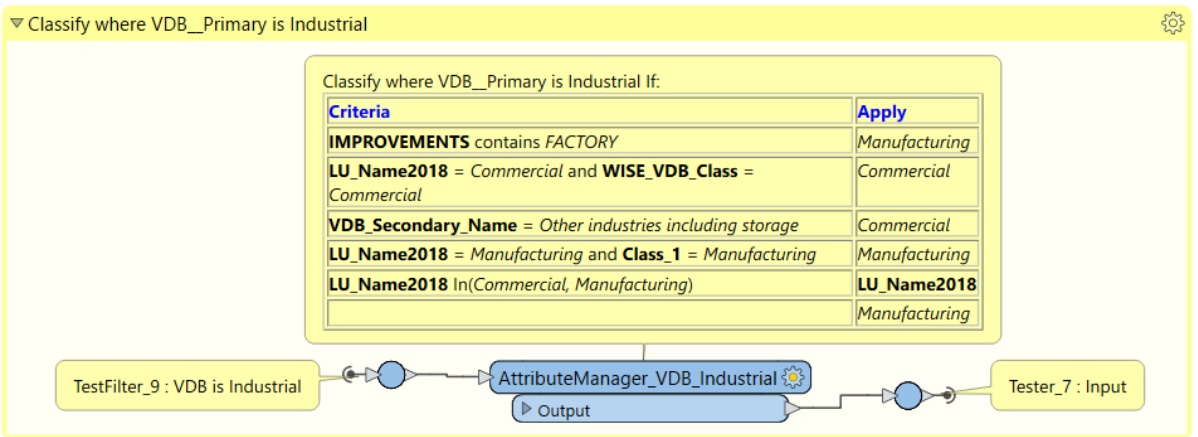 Classify where VDB__Primary is Industrial
Classify where VDB__Primary is Industrial If:
Criteria Apply
IMPROVEMENTS contains FACTORY Manufacturing
LU_Name2018 = Commercial and WISE_VDB_Class = Commercial
Commercial
VDB_Secondary_Name = Other industries including storage Commercial
LU_Name2018 = Manufacturing and Class_1 = Manufacturing Manufacturing
LU_Name2018 In(Commercial, Manufacturing) LU_Name2018
Manufacturing
TestFilter_9 : VDB is Industrial
AttributeManager_VDB_Industrial
Output
Tester_7 : Input